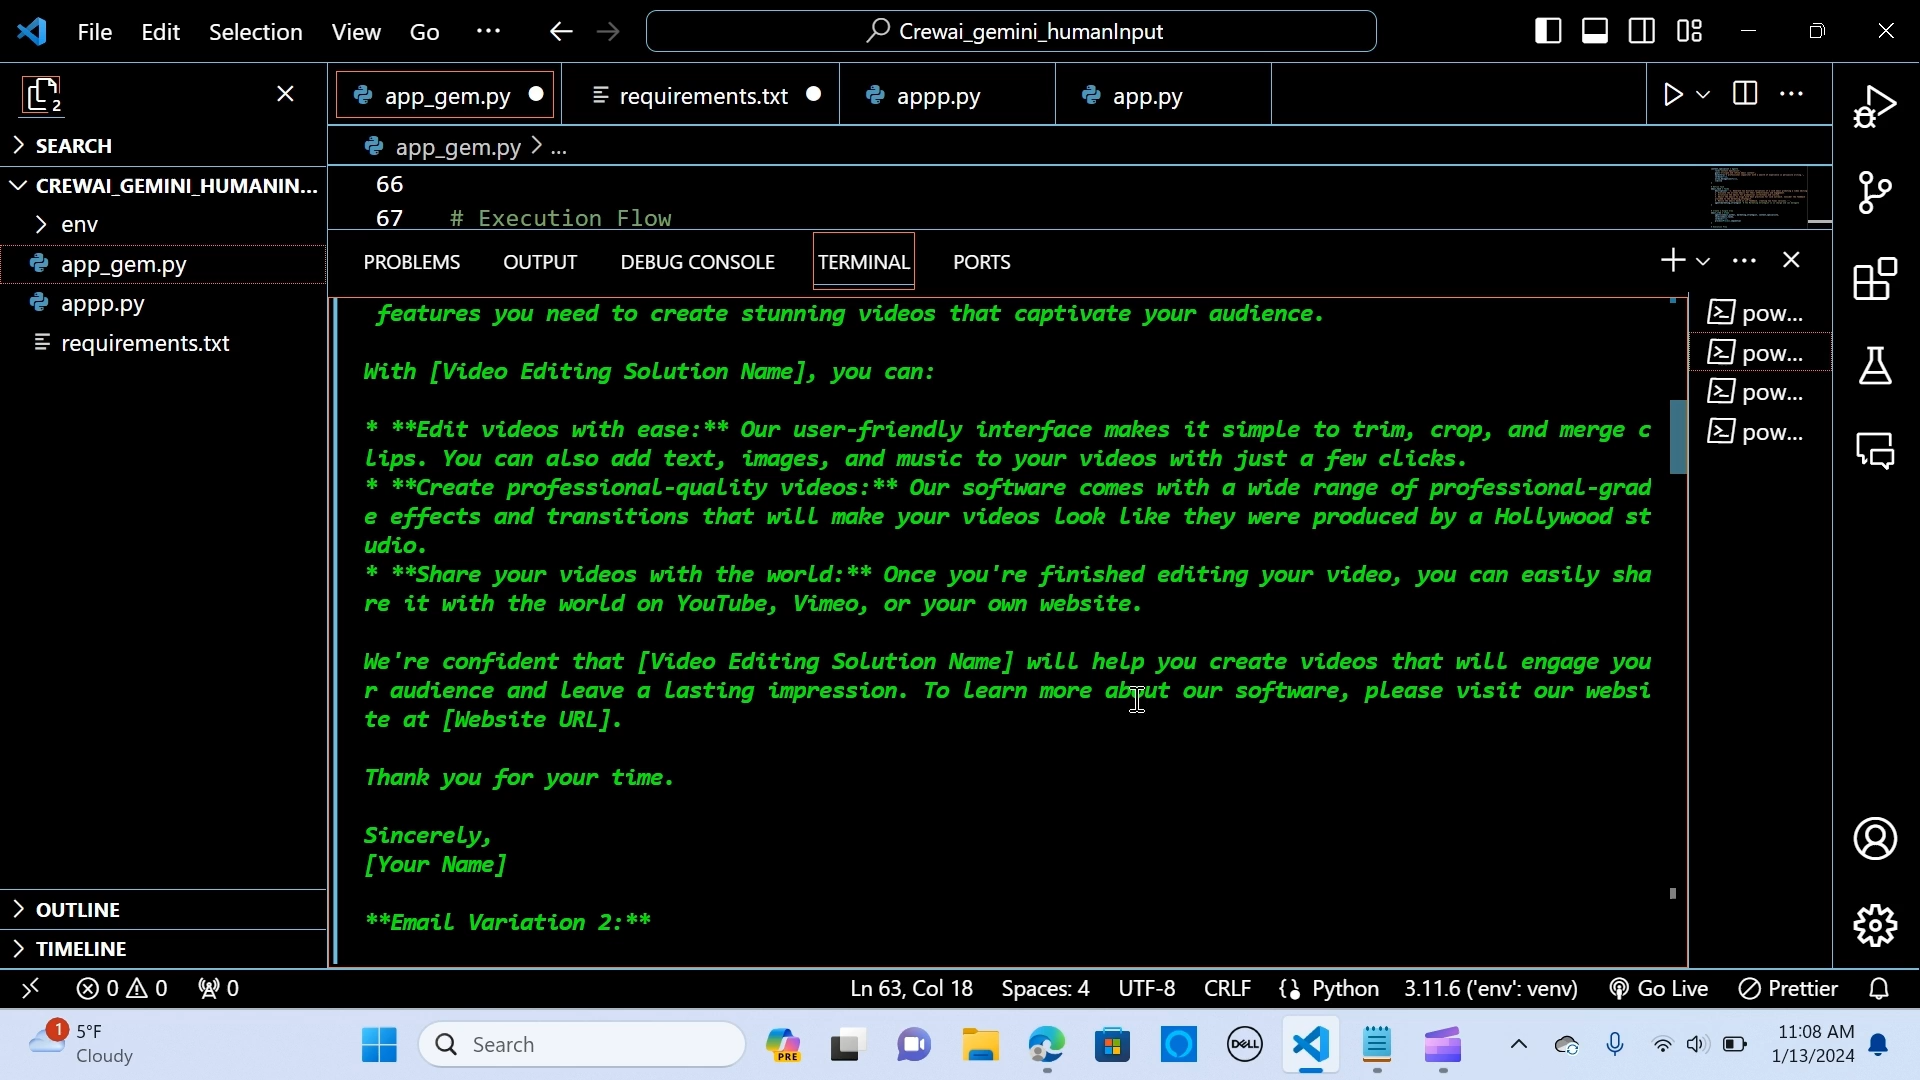 File Edit Selection View Go ··· Crewai_gemini_humanInput
2
app_gem.py requirements.txt appp.py app.py
SEARCH
app_gem.py > ...
CREWAI_GEMINI_HUMANIN...
66
env
67 # Execution Flow
app_gem.py
PROBLEMS OUTPUT DEBUG CONSOLE TERMINAL PORTS
appp.py
requirements.txt
features you need to create stunning videos that captivate your audience.
With [Video Editing Solution Name], you can:
* **Edit videos with ease:** Our user-friendly interface makes it simple to trim, crop, and merge c
lips. You can also add text, images, and music to your videos with just a few clicks.
* **Create professional-quality videos:** Our software comes with a wide range of professional-grad
e effects and transitions that will make your videos look like they were produced by a Hollywood st
udio.
* **Share your videos with the world:** Once you're finished editing your video, you can easily sha
re it with the world on YouTube, Vimeo, or your own website.
We're confident that [Video Editing Solution Name] will help you create videos that will engage you
r audience and leave a lasting impression. To learn more about our software, please visit our websi
te at [Website URL].
Thank you for your time.
Sincerely,
[Your Name]
**Email Variation 2:**
pow...
pow...
pow...
pow...
OUTLINE
TIMELINE
0 0 0 Ln 63, Col 18 Spaces: 4 UTF-8 CRLF Python 3.11.6 ('env': venv) Go Live Prettier
1 5°F
Cloudy
Search
PRE
DELL
11:08 AM
1/13/2024